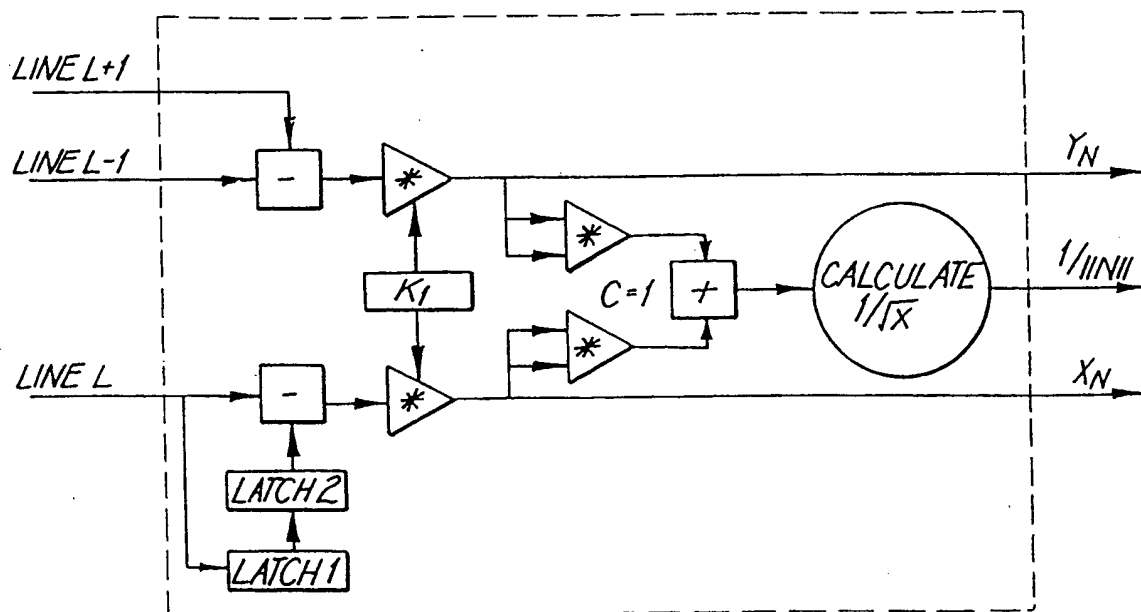 LINE L+1
LINE L-1
-
*
Y_N
*
K1
C=1
+
CALCULATE
1/√X
1/||N||
*
LINE L
-
*
X_N
LATCH 2
LATCH 1